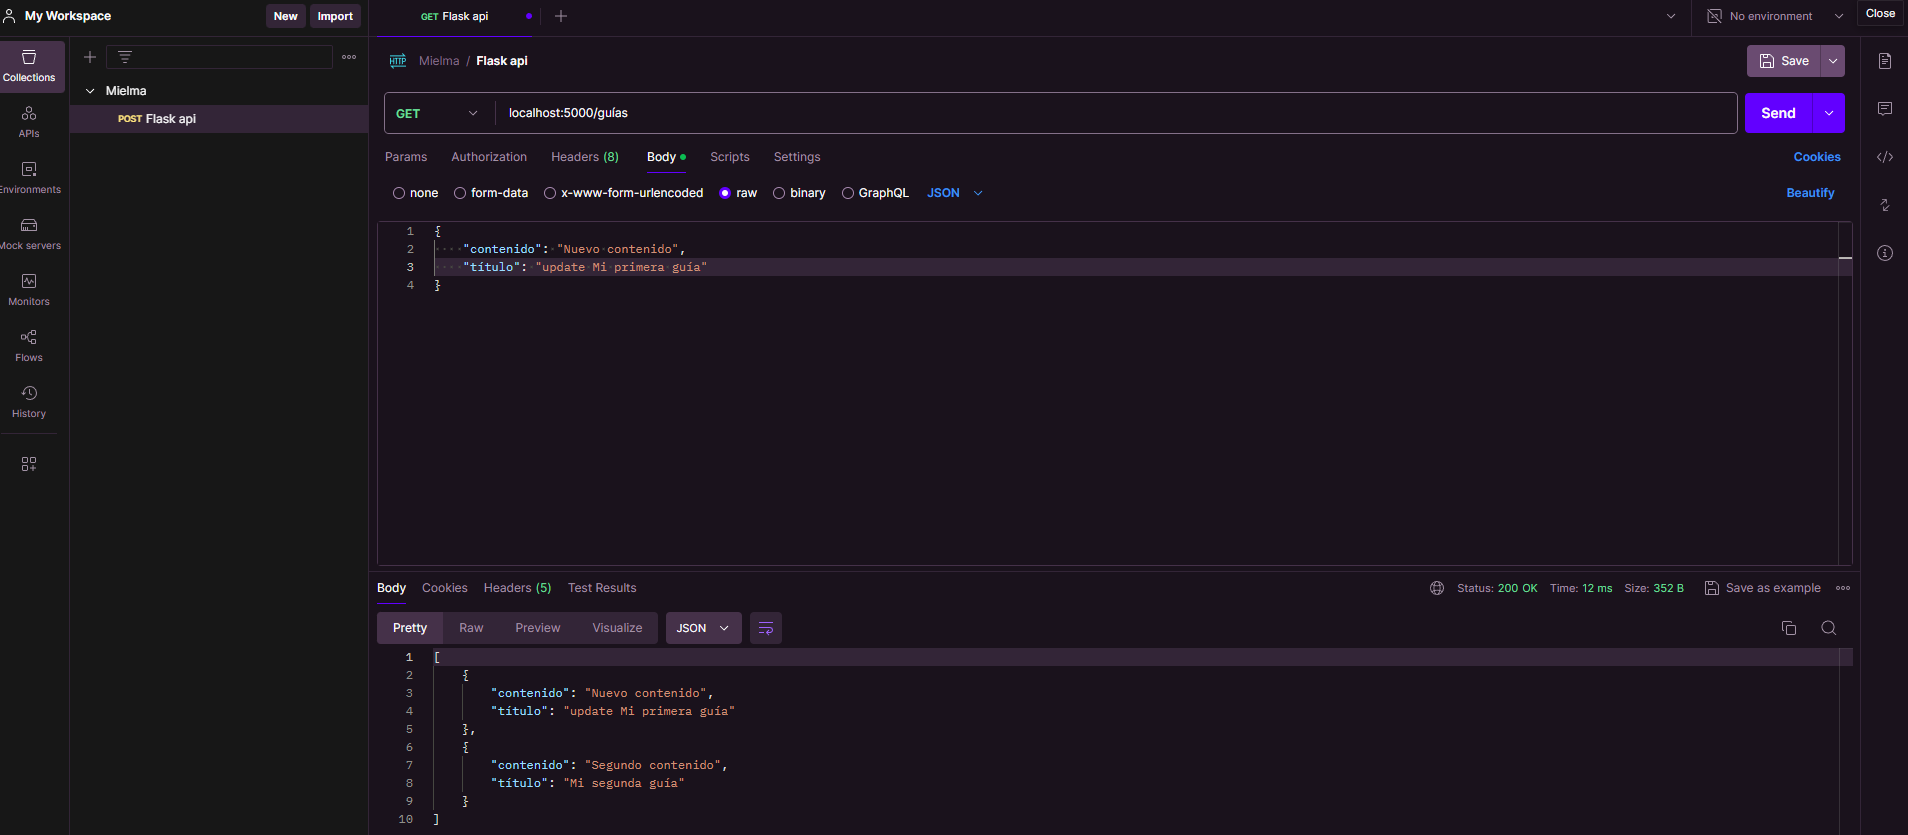 My Workspace New Import GET Flask api No environment Close
Collections
Mielma / Flask api Save
Mielma
POST Flask api
GET localhost:5000/guías Send
APIs
Params Authorization Headers (8) Body Scripts Settings Cookies
none form-data x-www-form-urlencoded raw binary GraphQL JSON Beautify
Environments
Mock servers
Monitors
Flows
History
1 {
2 "contenido": "Nuevo contenido",
3 "título": "update Mi primera guía"
4 }
Body Cookies Headers (5) Test Results Status: 200 OK Time: 12 ms Size: 352 B Save as example
Pretty Raw Preview Visualize JSON
1 [
2 {
3 "contenido": "Nuevo contenido",
4 "título": "update Mi primera guía"
5 },
6 {
7 "contenido": "Segundo contenido",
8 "título": "Mi segunda guía"
9 }
10 ]